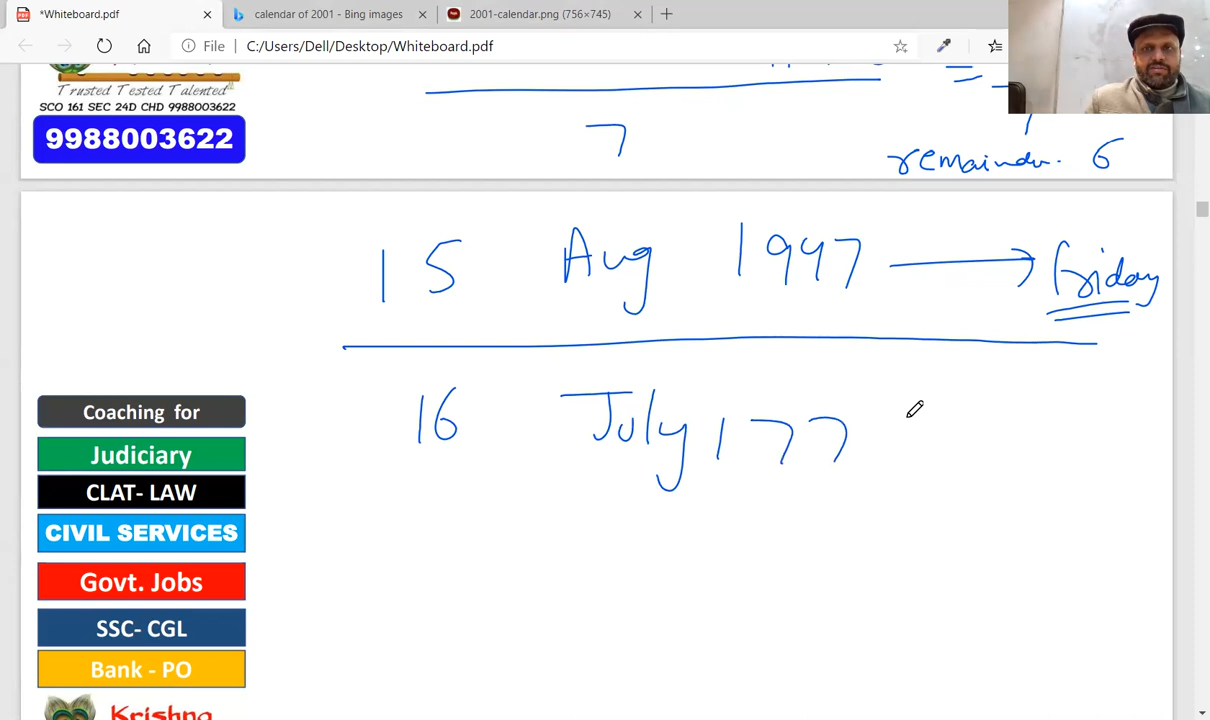 *Whiteboard.pdf
calendar of 2001 - Bing images
2001-calendar.png (756×745)
File C:/Users/Dell/Desktop/Whiteboard.pdf
Trusted Tested Talented
SCO 161 SEC 24D CHD 9988003622
9988003622
7
remainder. 6
15 Aug 1947 → Friday
16 July 177
Coaching for
Judiciary
CLAT- LAW
CIVIL SERVICES
Govt. Jobs
SSC- CGL
Bank - PO
Krishna